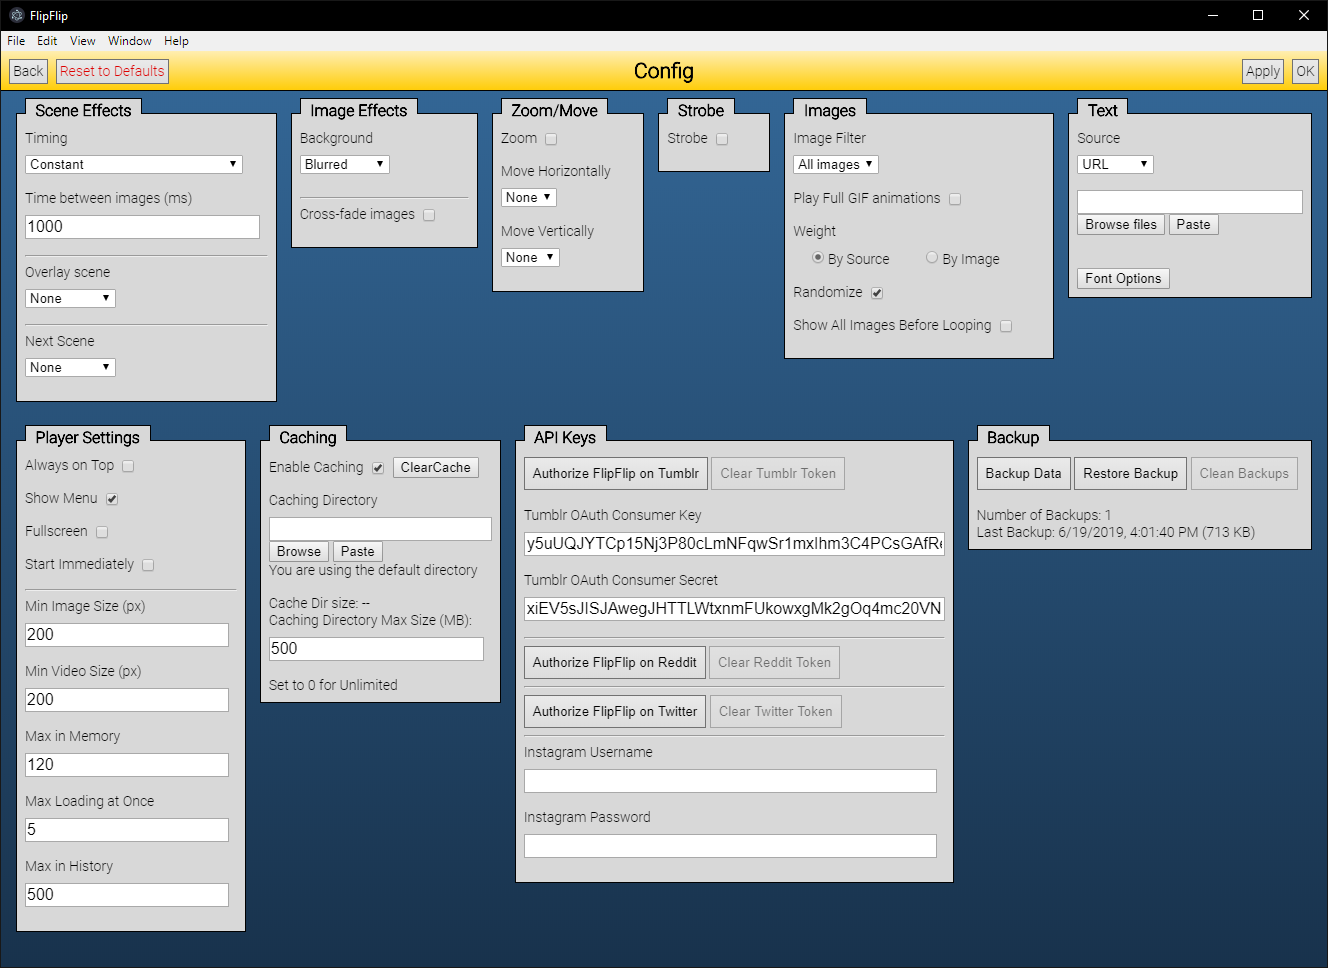 FlipFlip
File Edit View Window Help
Back Reset to Defaults Config Apply OK
Scene Effects
Timing
Constant
Time between images (ms)
1000
Overlay scene
None
Next Scene
None
Image Effects
Background
Blurred
Cross-fade images
Zoom/Move
Zoom
Move Horizontally
None
Move Vertically
None
Strobe
Strobe
Images
Image Filter
All images
Play Full GIF animations
Weight
By Source By Image
Randomize
Show All Images Before Looping
Text
Source
URL
Browse files Paste
Font Options
Player Settings
Always on Top
Show Menu
Fullscreen
Start Immediately
Min Image Size (px)
200
Min Video Size (px)
200
Max in Memory
120
Max Loading at Once
5
Max in History
500
Caching
Enable Caching ClearCache
Caching Directory
Browse Paste
You are using the default directory
Cache Dir size: --
Caching Directory Max Size (MB):
500
Set to 0 for Unlimited
API Keys
Authorize FlipFlip on Tumblr Clear Tumblr Token
Tumblr OAuth Consumer Key
y5uUQJYTCp15Nj3P80cLmNFqwSr1mxIhm3C4PCsGAfRe
Tumblr OAuth Consumer Secret
xiEV5sJISJAwegJHTTLWtxnmFUkowxgMk2gOq4mc20VN
Authorize FlipFlip on Reddit Clear Reddit Token
Authorize FlipFlip on Twitter Clear Twitter Token
Instagram Username
Instagram Password
Backup
Backup Data Restore Backup Clean Backups
Number of Backups: 1
Last Backup: 6/19/2019, 4:01:40 PM (713 KB)